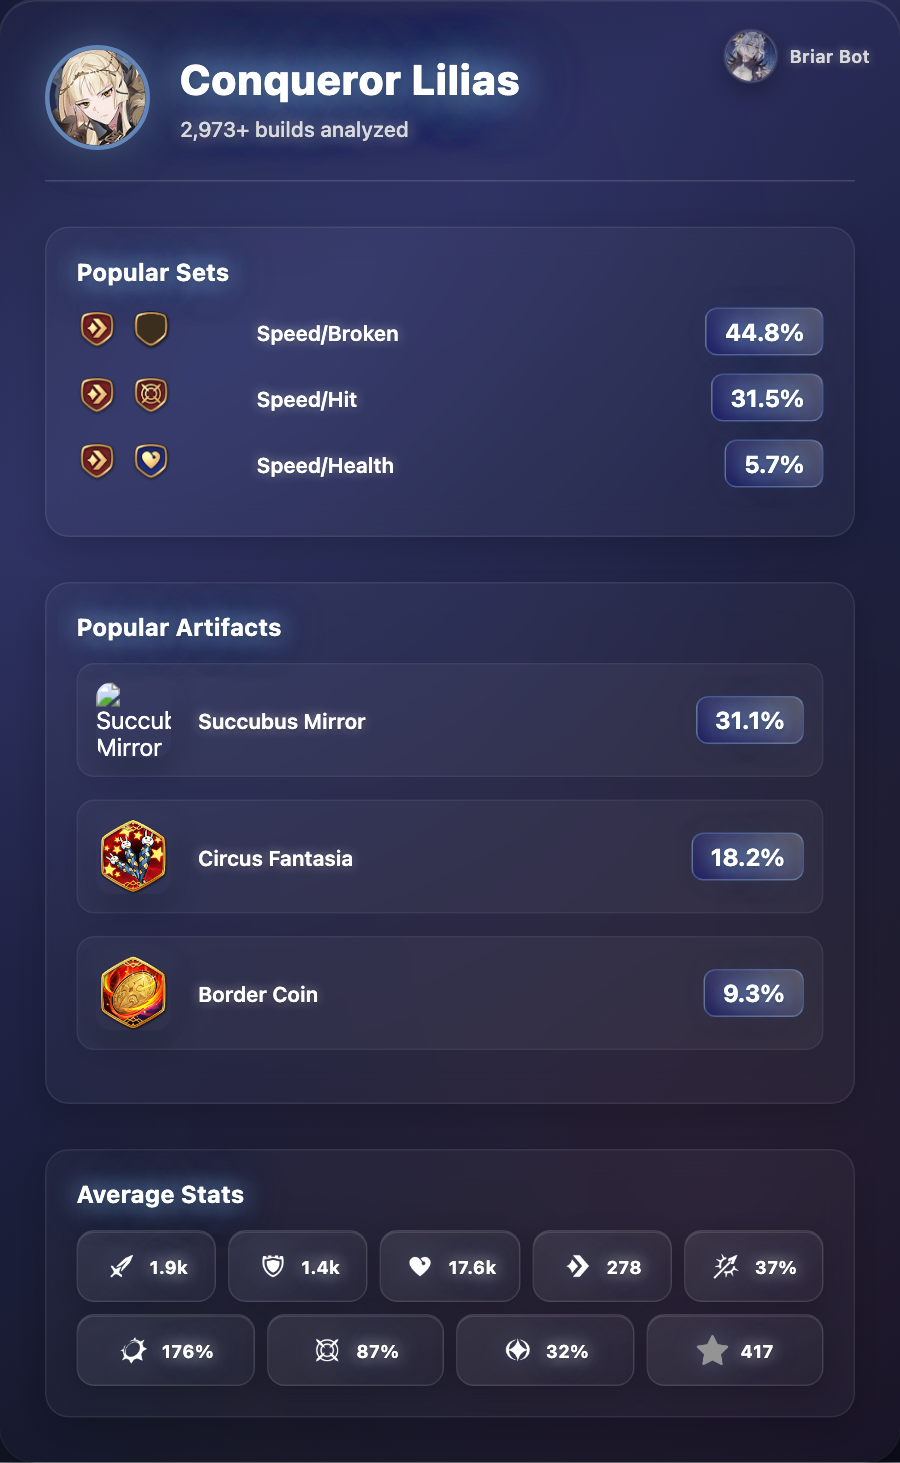 Conqueror Lilias
2,973+ builds analyzed
Briar Bot
Popular Sets
Speed/Broken
44.8%
Speed/Hit
31.5%
Speed/Health
5.7%
Popular Artifacts
Succub
Mirror
Succubus Mirror
31.1%
Circus Fantasia
18.2%
Border Coin
9.3%
Average Stats
1.9k
1.4k
17.6k
278
37%
176%
87%
32%
417